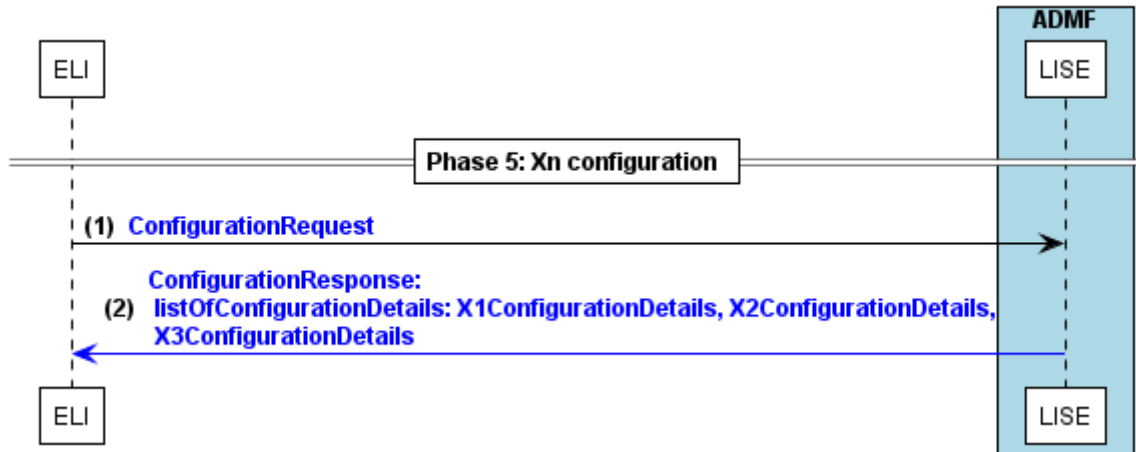 ADMF
ELI
LISE
Phase 5: Xn configuration
(1) ConfigurationRequest
ConfigurationResponse:
(2) listOfConfigurationDetails: X1ConfigurationDetails, X2ConfigurationDetails,
X3ConfigurationDetails
ELI
LISE